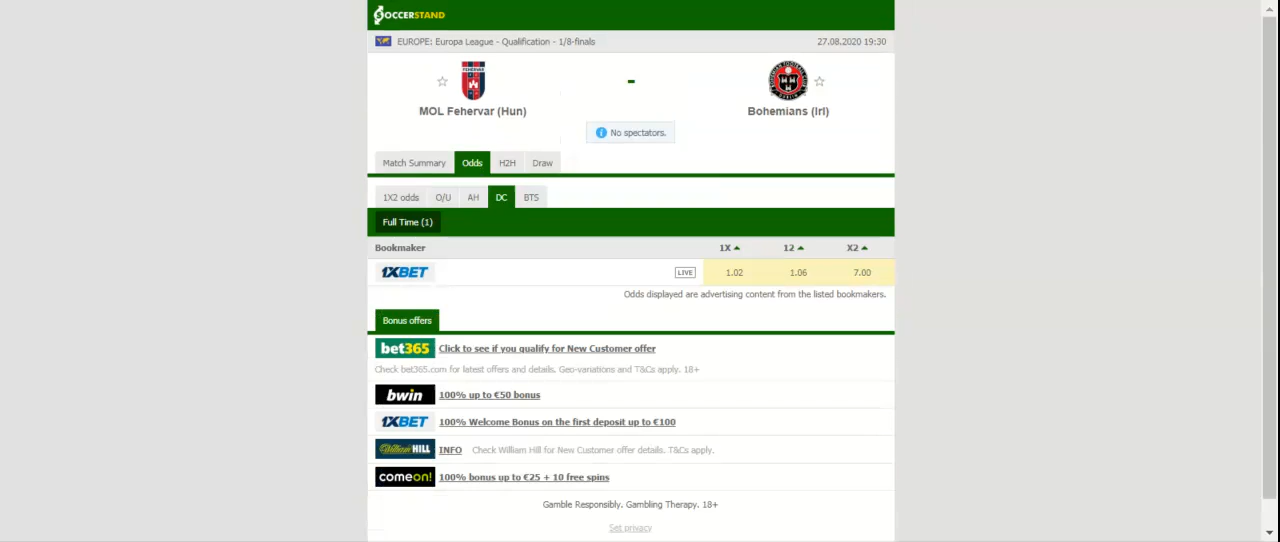 SOCCERSTAND
EUROPE: Europa League - Qualification - 1/8-finals 27.08.2020 19:30
-
MOL Fehervar (Hun) Bohemians (Irl)
No spectators.
Match Summary Odds H2H Draw
1X2 odds O/U AH DC BTS
Full Time (1)
Bookmaker 1X 12 X2
1XBET LIVE 1.02 1.06 7.00
Odds displayed are advertising content from the listed bookmakers.
Bonus offers
bet365 Click to see if you qualify for New Customer offer
Check bet365.com for latest offers and details. Geo-variations and T&Cs apply. 18+
bwin 100% up to €50 bonus
1XBET 100% Welcome Bonus on the first deposit up to €100
William HILL INFO Check William Hill for New Customer offer details. T&Cs apply.
comeon! 100% bonus up to €25 + 10 free spins
Gamble Responsibly. Gambling Therapy. 18+
Set privacy